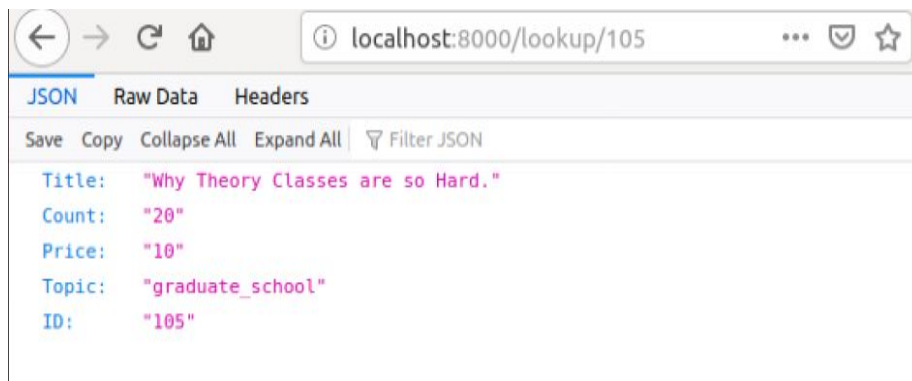 localhost:8000/lookup/105
JSON Raw Data Headers
Save Copy Collapse All Expand All Filter JSON
Title: "Why Theory Classes are so Hard."
Count: "20"
Price: "10"
Topic: "graduate_school"
ID: "105"